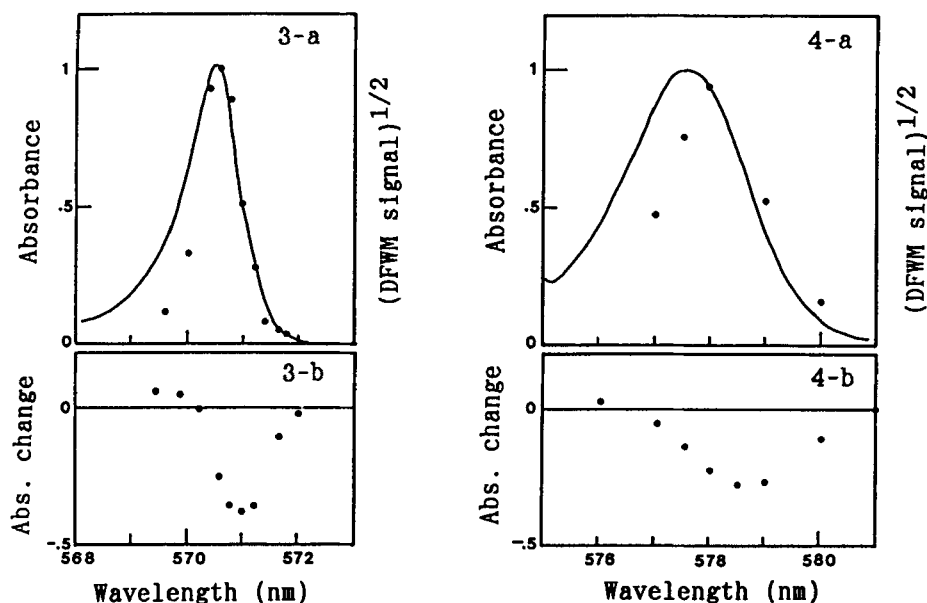 3-a
1
.5
0
Absorbance
(DFWM signal)1/2
3-b
0
-.5
Abs. change
568
570
572
Wavelength (nm)
4-a
1
.5
0
Absorbance
(DFWM signal)1/2
4-b
0
-.5
Abs. change
576
578
580
Wavelength (nm)